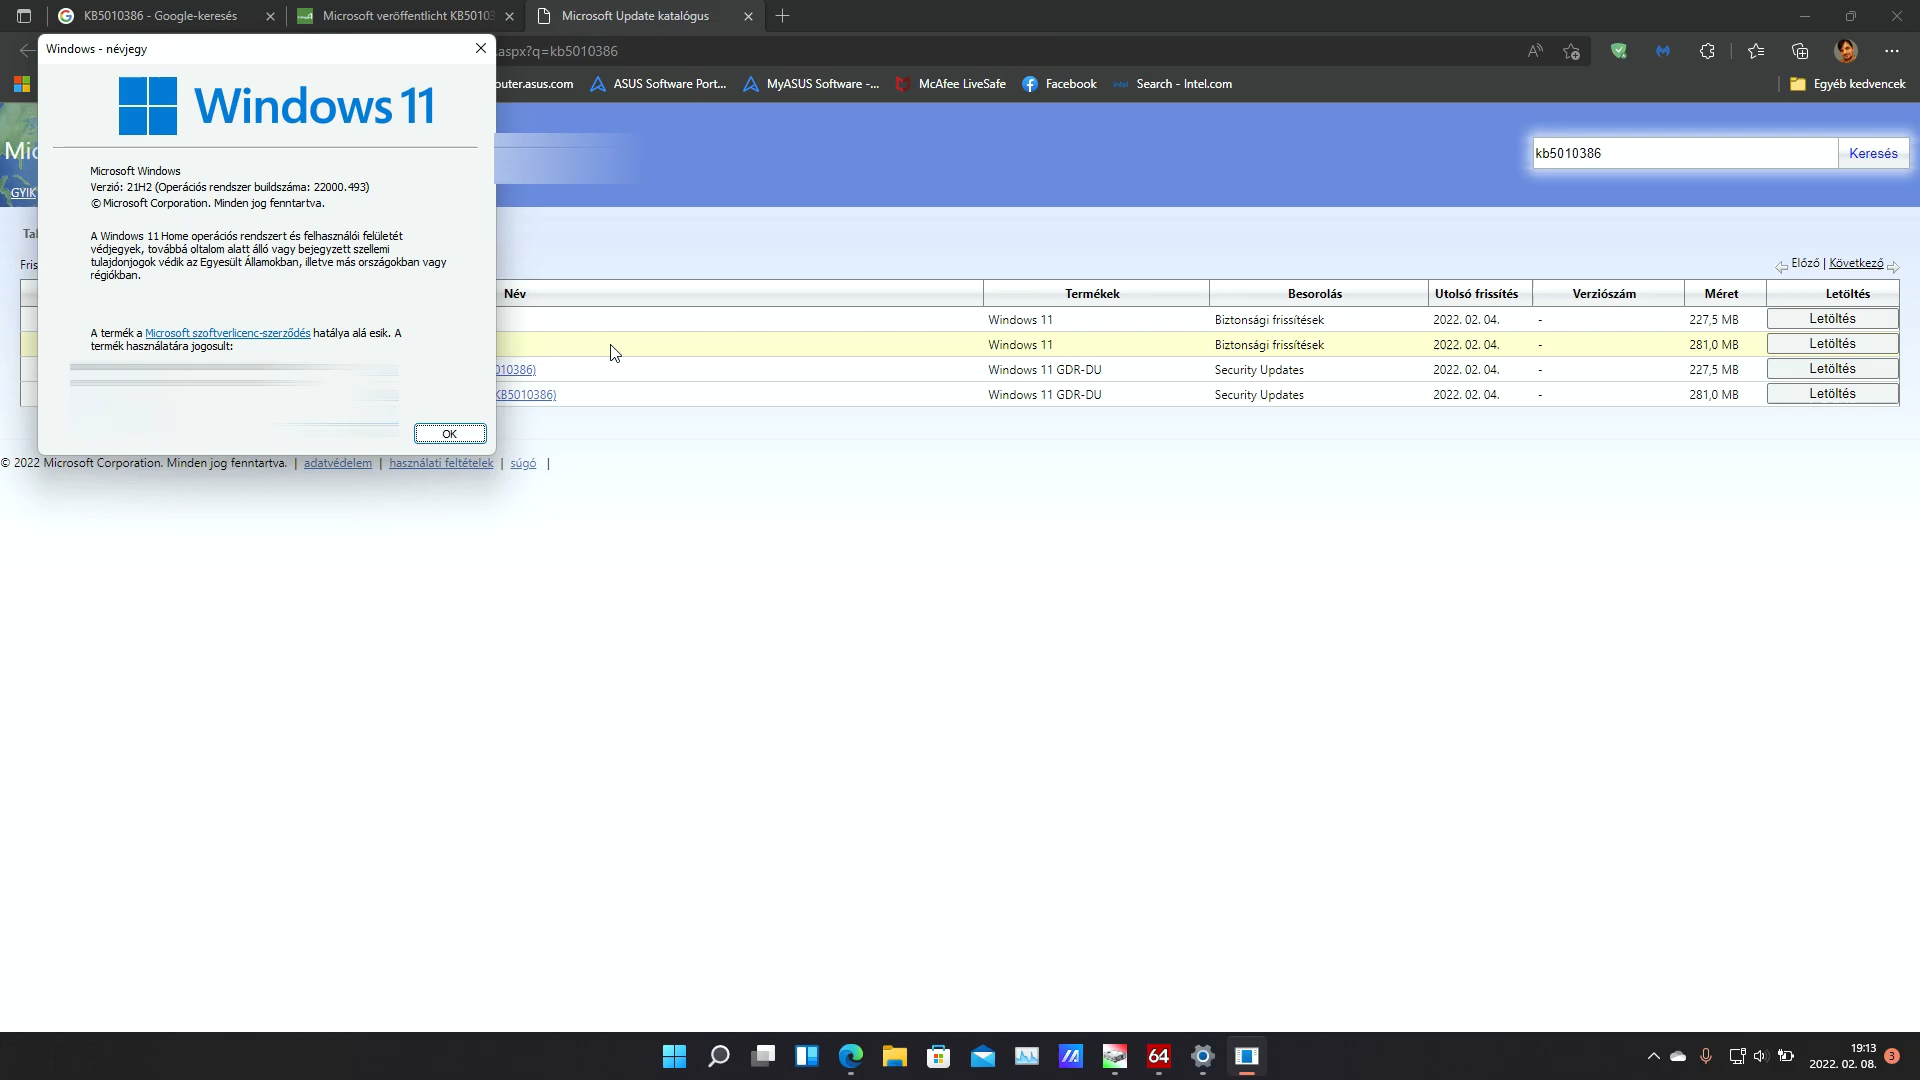 KB5010386 - Google-keresés
Microsoft veröffentlicht KB50103
Microsoft Update katalógus
.aspx?q=kb5010386
outer.asus.com
ASUS Software Port...
MyASUS Software -...
McAfee LiveSafe
Facebook
intel
Search - Intel.com
Egyéb kedvencek
Windows - névjegy
Windows 11
Microsoft Windows
Verzió: 21H2 (Operációs rendszer buildszáma: 22000.493)
© Microsoft Corporation. Minden jog fenntartva.
A Windows 11 Home operációs rendszert és felhasználói felületét
védjegyek, továbbá oltalom alatt álló vagy bejegyzett szellemi
tulajdonjogok védik az Egyesült Államokban, illetve más országokban vagy
régiókban.
A termék a Microsoft szoftverlicenc-szerződés hatálya alá esik. A
termék használatára jogosult:
OK
Mic
GYIK
kb5010386
Keresés
Tal
Fris
Előző | Következő
Név Termékek Besorolás Utolsó frissítés Verziószám Méret Letöltés
Windows 11 Biztonsági frissítések 2022. 02. 04. - 227,5 MB Letöltés
Windows 11 Biztonsági frissítések 2022. 02. 04. - 281,0 MB Letöltés
010386) Windows 11 GDR-DU Security Updates 2022. 02. 04. - 227,5 MB Letöltés
KB5010386) Windows 11 GDR-DU Security Updates 2022. 02. 04. - 281,0 MB Letöltés
© 2022 Microsoft Corporation. Minden jog fenntartva. | adatvédelem | használati feltételek | súgó |
64
19:13
2022. 02. 08.
3